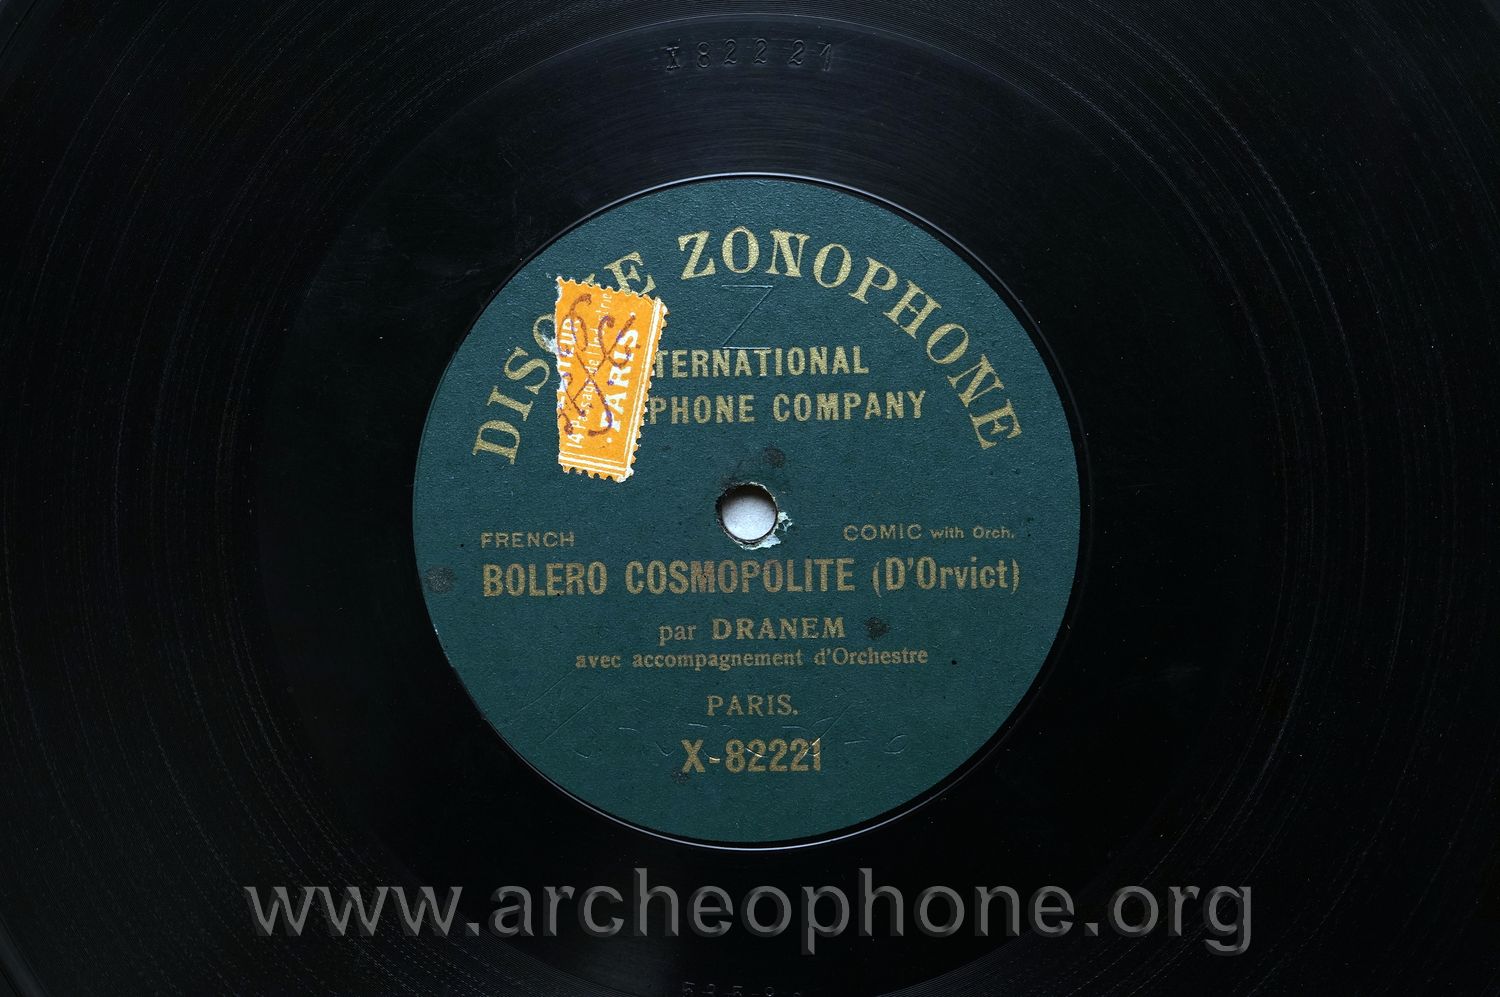 X82221
DISQUE ZONOPHONE
Z
TERNATIONAL
PHONE COMPANY
PARIS.
FRENCH
COMIC with Orch.
BOLERO COSMOPOLITE (D'Orvict)
par DRANEM
avec accompagnement d'Orchestre
PARIS.
X-82221
www.archeophone.org